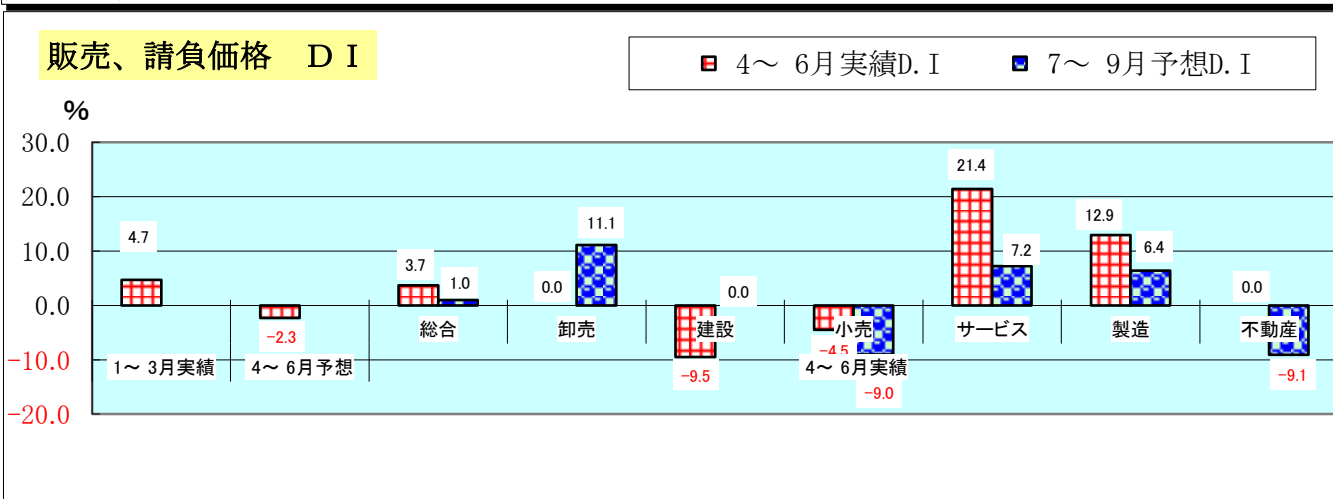 販売、請負価格 ＤＩ
4～ 6月実績D.I
7～ 9月予想D.I
%
30.0
20.0
10.0
0.0
-10.0
-20.0
4.7
-2.3
3.7
1.0
0.0
11.1
-9.5
0.0
-4.5
-9.0
21.4
7.2
12.9
6.4
0.0
-9.1
総合
卸売
建設
小売
サービス
製造
不動産
1～ 3月実績
4～ 6月予想
4～ 6月実績